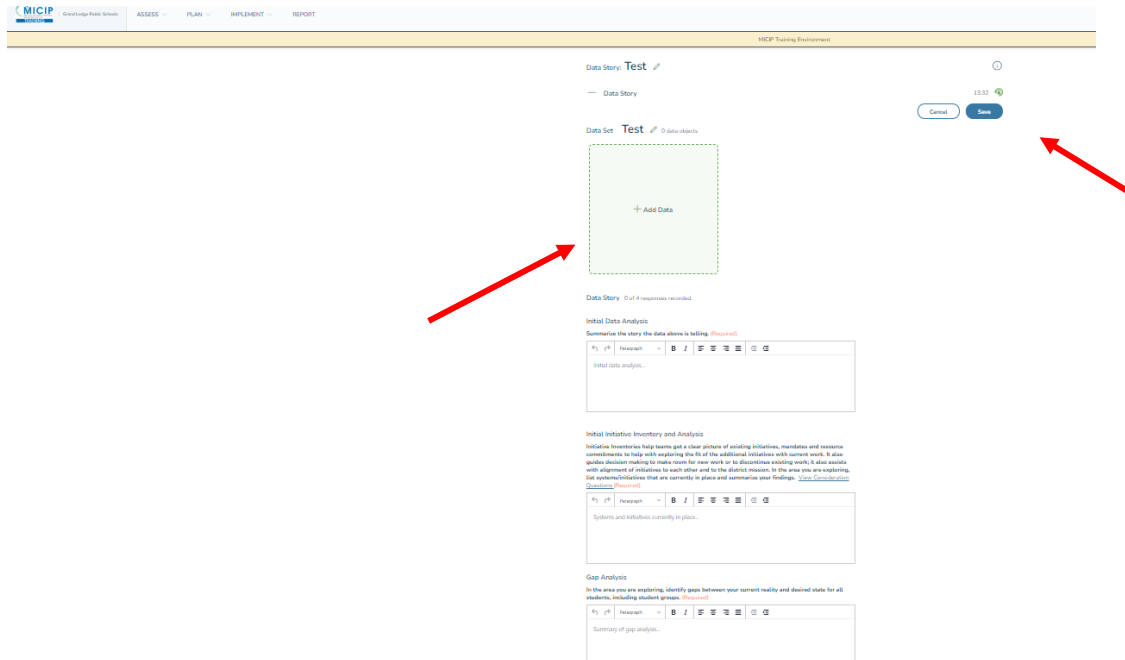 MICIP
TRAINING
Grand Ledge Public Schools
ASSESS
PLAN
IMPLEMENT
REPORT
MICIP Training Environment
Data Story: Test
Data Story
13:32
Cancel
Save
Data Set Test 0 data objects
+ Add Data
Data Story 0 of 4 responses recorded.
Initial Data Analysis
Summarize the story the data above is telling. (Required)
Paragraph B I
Initial data analysis...
Initial Initiative Inventory and Analysis
Initiative Inventories help teams get a clear picture of existing initiatives, mandates and resource
commitments to help with exploring the fit of the additional initiatives with current work. It also
guides decision making to make room for new work or to discontinue existing work; it also assists
with alignment of initiatives to each other and to the district mission. In the area you are exploring,
list systems/initiatives that are currently in place and summarize your findings. View Consideration
Questions (Required)
Paragraph B I
Systems and initiatives currently in place...
Gap Analysis
In the area you are exploring, identify gaps between your current reality and desired state for all
students, including student groups. (Required)
Paragraph B I
Summary of gap analysis...